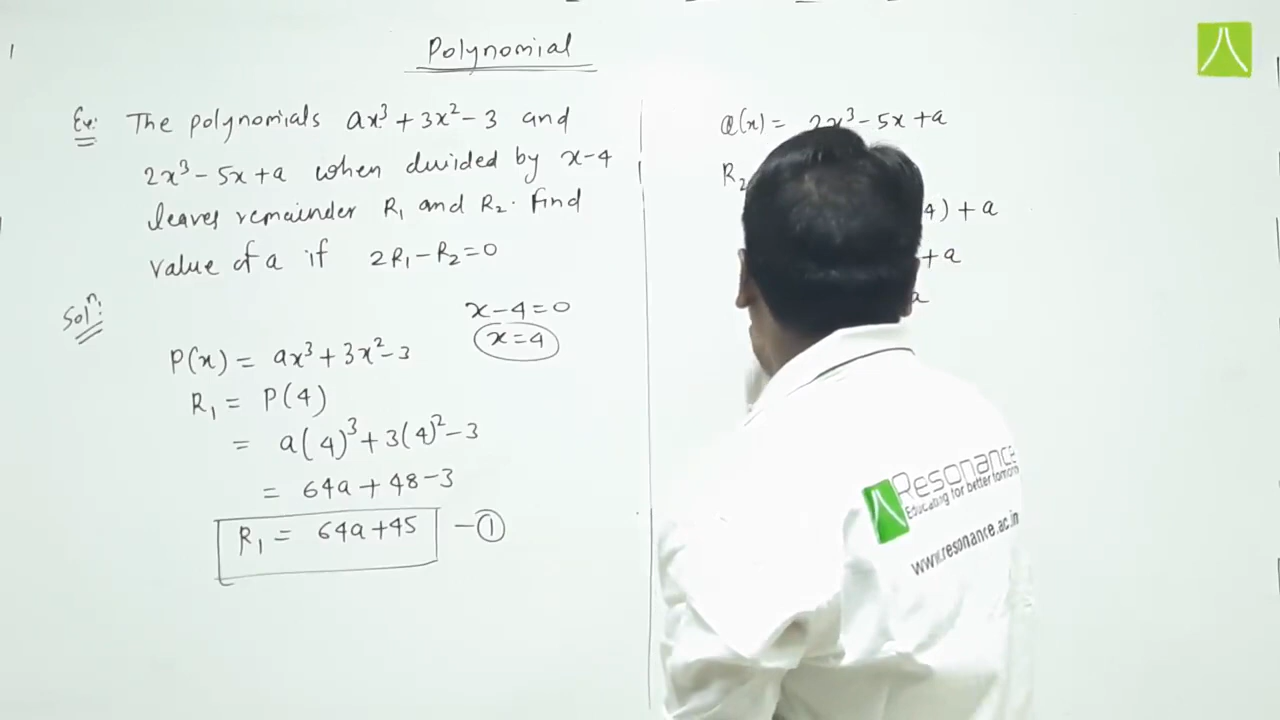 Polynomial
Ex: The polynomials ax³ + 3x² - 3 and
2x³ - 5x + a when divided by x-4
leaves remainder R₁ and R₂. Find
value of a if 2R₁ - R₂ = 0
Solⁿ:
x-4=0
x=4
P(x) = ax³ + 3x² - 3
R₁ = P(4)
= a(4)³ + 3(4)² - 3
= 64a + 48 - 3
R₁ = 64a + 45 - ①
Q(x) = 2x³ - 5x + a
R₂
4) + a
+ a
a
Resonance
Educating for better tomorrow
www.resonance.ac.in